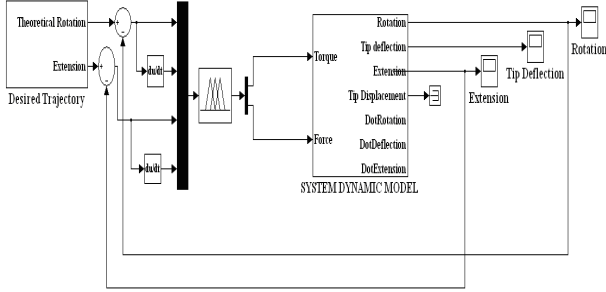 Theoretical Rotation
Extension
Desired Trajectory
+
−
+
−
du/dt
du/dt
Torque
Force
Rotation
Tip deflection
Extension
Tip Displacement
DotRotation
DotDeflection
DotExtension
SYSTEM DYNAMIC MODEL
Extension
Tip Deflection
Rotation